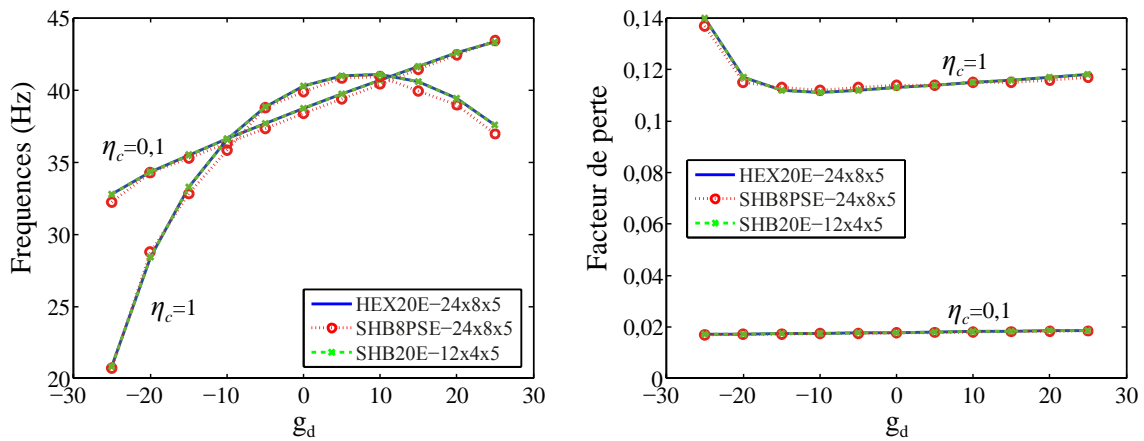 Frequences (Hz)
45
40
35
30
25
20
−30
−20
−10
0
10
20
30
g_d
η_c=0,1
η_c=1
HEX20E−24x8x5
SHB8PSE−24x8x5
SHB20E−12x4x5
Facteur de perte
0,14
0,12
0,11
0,08
0,06
0,04
0,02
0
−30
−20
−10
0
10
20
30
g_d
η_c=1
HEX20E−24x8x5
SHB8PSE−24x8x5
SHB20E−12x4x5
η_c=0,1